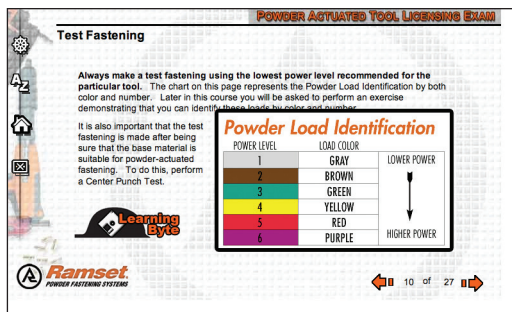 POWDER ACTUATED TOOL LICENSING EXAM
Test Fastening
Always make a test fastening using the lowest power level recommended for the
particular tool. The chart on this page represents the Powder Load Identification by both
color and number. Later in this course you will be asked to perform an exercise
demonstrating that you can identify these loads by color and number.
It is also important that the test
fastening is made after being
sure that the base material is
suitable for powder-actuated
fastening. To do this, perform
a Center Punch Test.
Powder Load Identification
POWER LEVEL LOAD COLOR
1 GRAY LOWER POWER
2 BROWN
3 GREEN
4 YELLOW
5 RED
6 PURPLE HIGHER POWER
Learning
Byte
A
Z
Ramset
POWDER FASTENING SYSTEMS
10 of 27